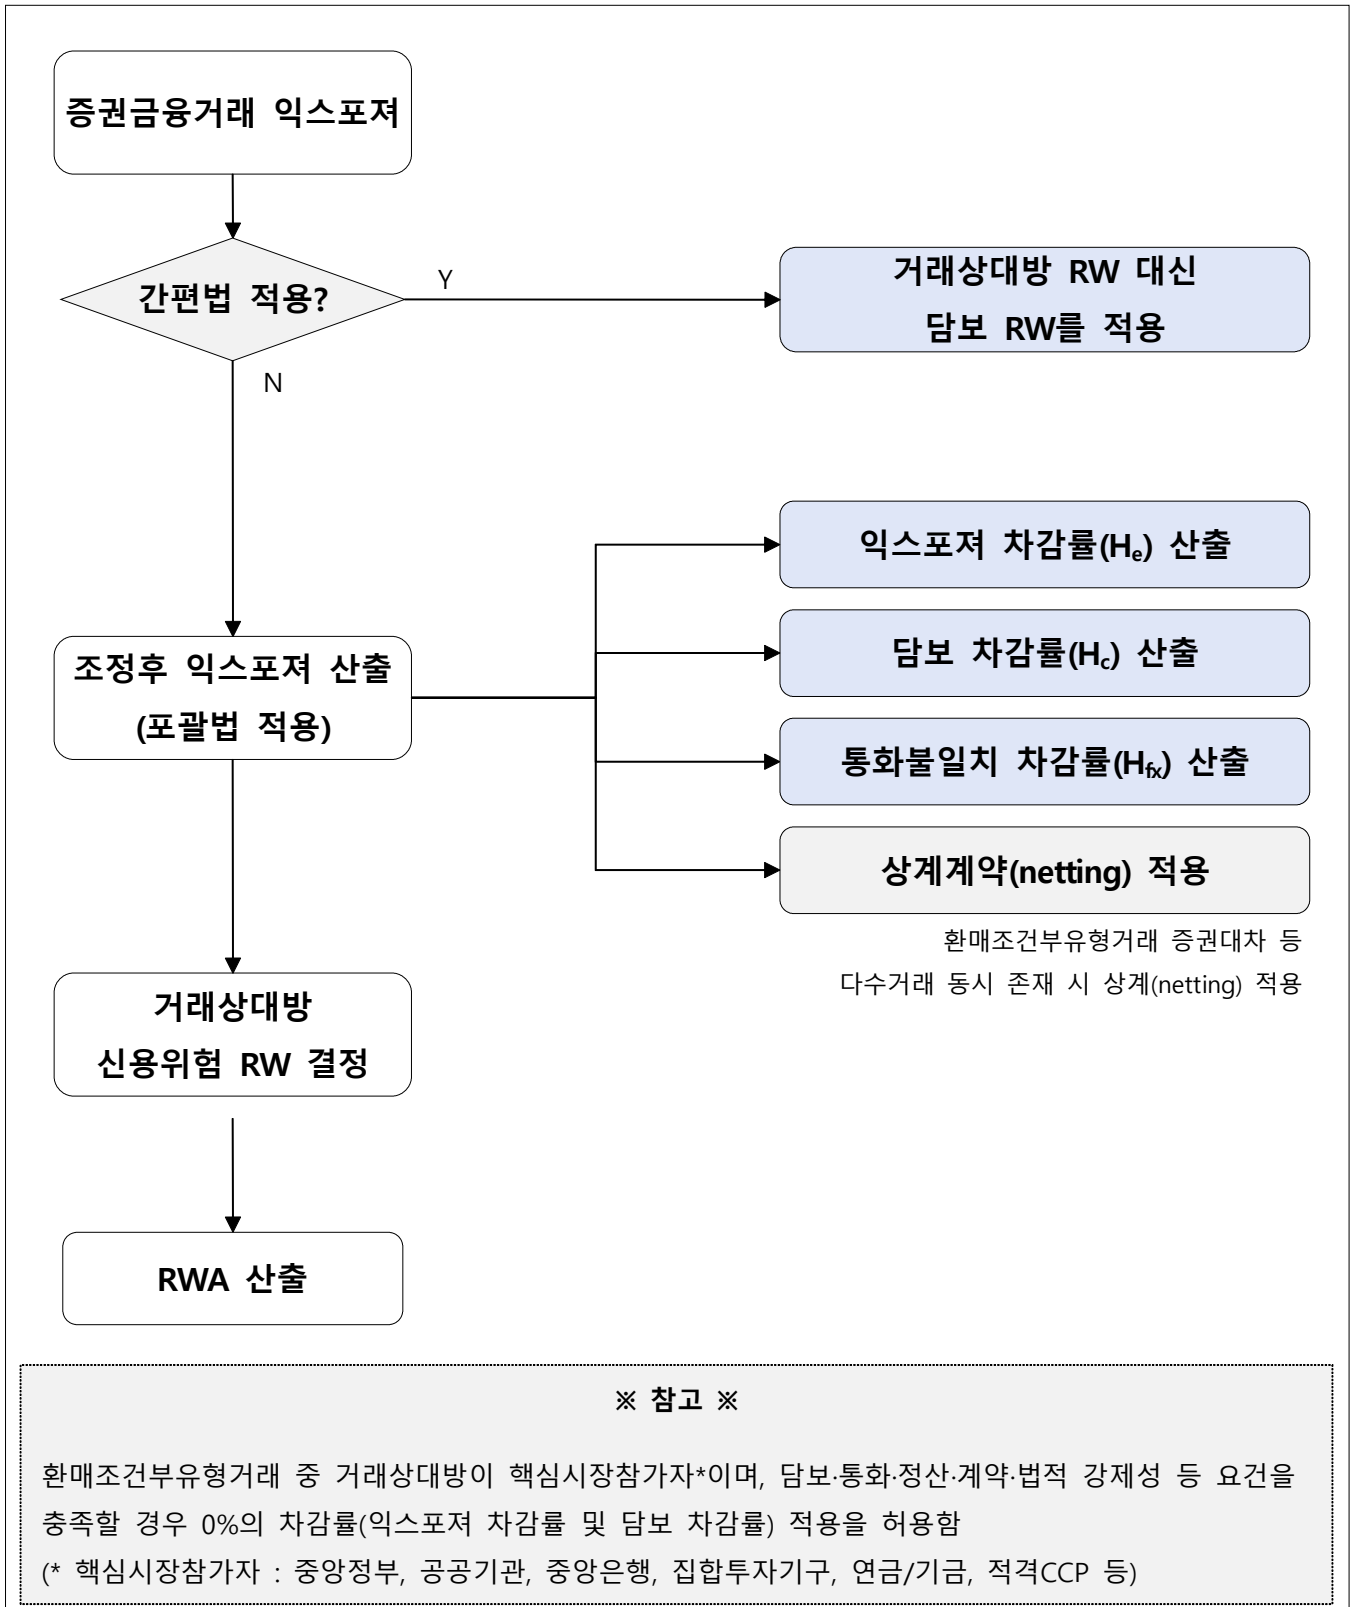 증권금융거래 익스포져
간편법 적용?
Y
거래상대방 RW 대신
담보 RW를 적용
N
익스포져 차감률(He) 산출
담보 차감률(Hc) 산출
통화불일치 차감률(Hfx) 산출
상계계약(netting) 적용
환매조건부유형거래 증권대차 등
다수거래 동시 존재 시 상계(netting) 적용
조정후 익스포져 산출
(포괄법 적용)
거래상대방
신용위험 RW 결정
RWA 산출
※ 참고 ※
환매조건부유형거래 중 거래상대방이 핵심시장참가자*이며, 담보·통화·정산·계약·법적 강제성 등 요건을
충족할 경우 0%의 차감률(익스포져 차감률 및 담보 차감률) 적용을 허용함
(* 핵심시장참가자 : 중앙정부, 공공기관, 중앙은행, 집합투자기구, 연금/기금, 적격CCP 등)